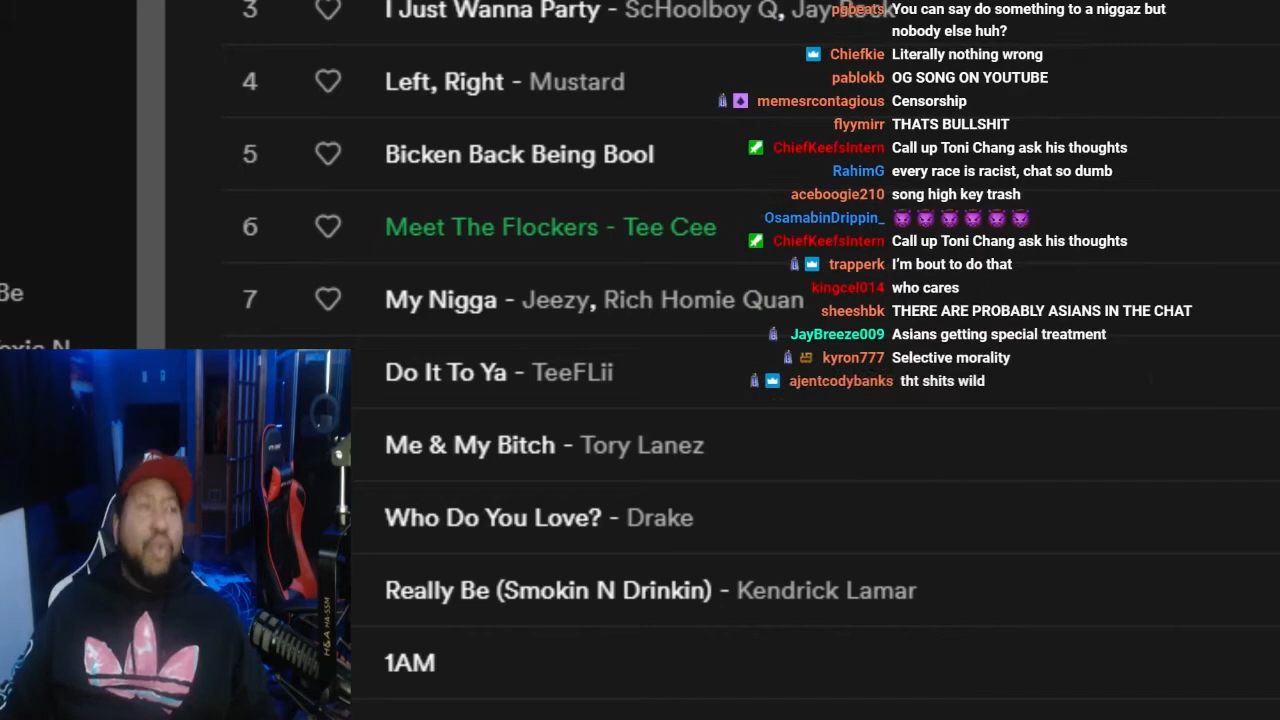 3 I Just Wanna Party - ScHoolboy Q, Jay Rock
4 Left, Right - Mustard
5 Bicken Back Being Bool
6 Meet The Flockers - Tee Cee
7 My Nigga - Jeezy, Rich Homie Quan
Do It To Ya - TeeFLii
Me & My Bitch - Tory Lanez
Who Do You Love? - Drake
Really Be (Smokin N Drinkin) - Kendrick Lamar
1AM
Be
pgbeats You can say do something to a niggaz but
nobody else huh?
Chiefkie Literally nothing wrong
pablokb OG SONG ON YOUTUBE
memesrcontagious Censorship
flyymirr THATS BULLSHIT
ChiefKeefsIntern Call up Toni Chang ask his thoughts
RahimG every race is racist, chat so dumb
aceboogie210 song high key trash
OsamabinDrippin_
ChiefKeefsIntern Call up Toni Chang ask his thoughts
trapperk I'm bout to do that
kingcel014 who cares
sheeshbk THERE ARE PROBABLY ASIANS IN THE CHAT
JayBreeze009 Asians getting special treatment
kyron777 Selective morality
ajentcodybanks tht shits wild